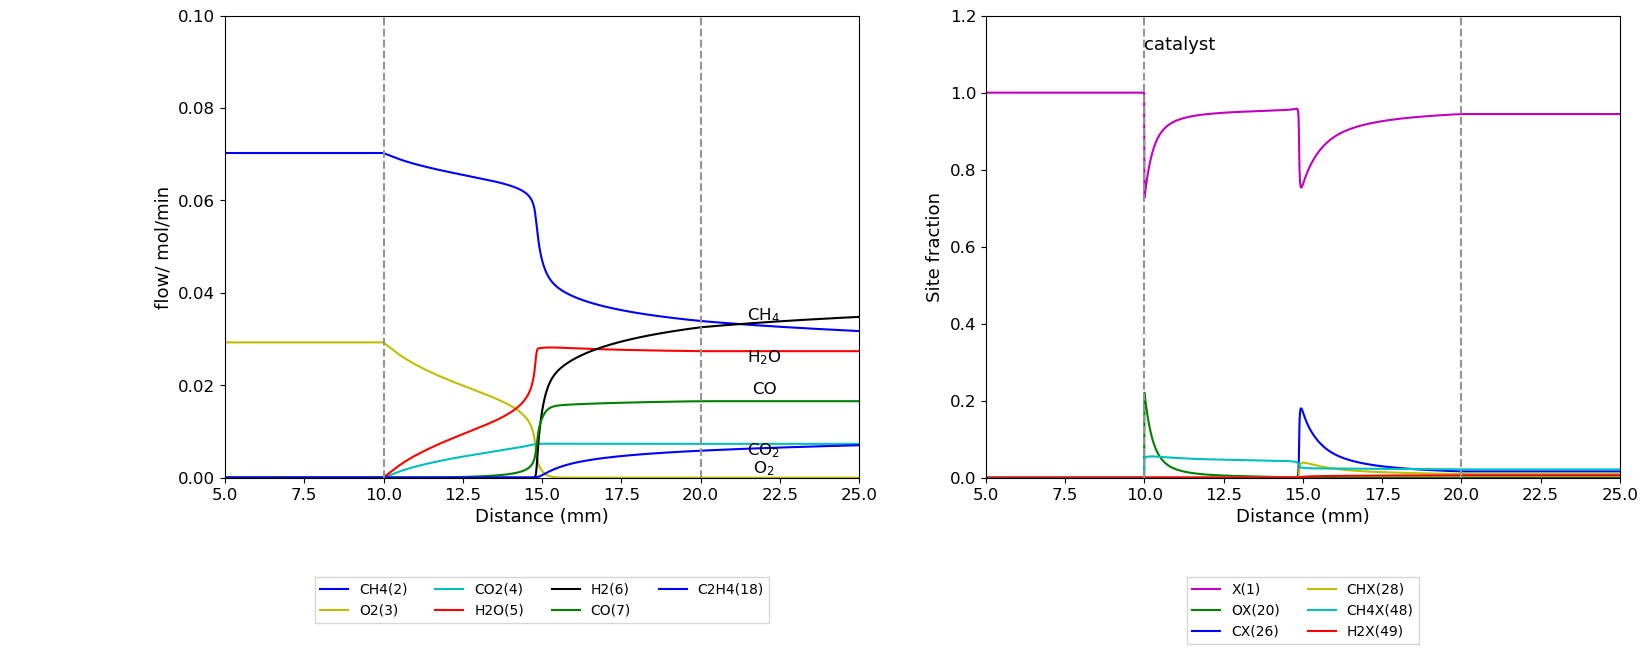 0.10
0.08
0.06
0.04
0.02
0.00
flow/ mol/min
5.0 7.5 10.0 12.5 15.0 17.5 20.0 22.5 25.0
Distance (mm)
CH₄
H₂O
CO
CO₂
O₂
CH4(2) CO2(4) H2(6) C2H4(18)
O2(3) H2O(5) CO(7)
1.2
1.0
0.8
0.6
0.4
0.2
0.0
Site fraction
catalyst
5.0 7.5 10.0 12.5 15.0 17.5 20.0 22.5 25.0
Distance (mm)
X(1) CHX(28)
OX(20) CH4X(48)
CX(26) H2X(49)